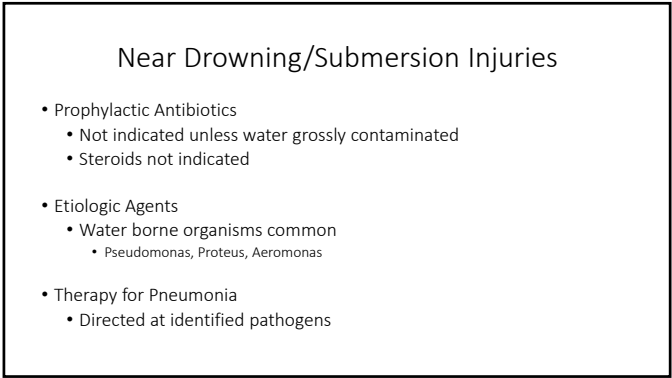 Near Drowning/Submersion Injuries
• Prophylactic Antibiotics
• Not indicated unless water grossly contaminated
• Steroids not indicated
• Etiologic Agents
• Water borne organisms common
• Pseudomonas, Proteus, Aeromonas
• Therapy for Pneumonia
• Directed at identified pathogens